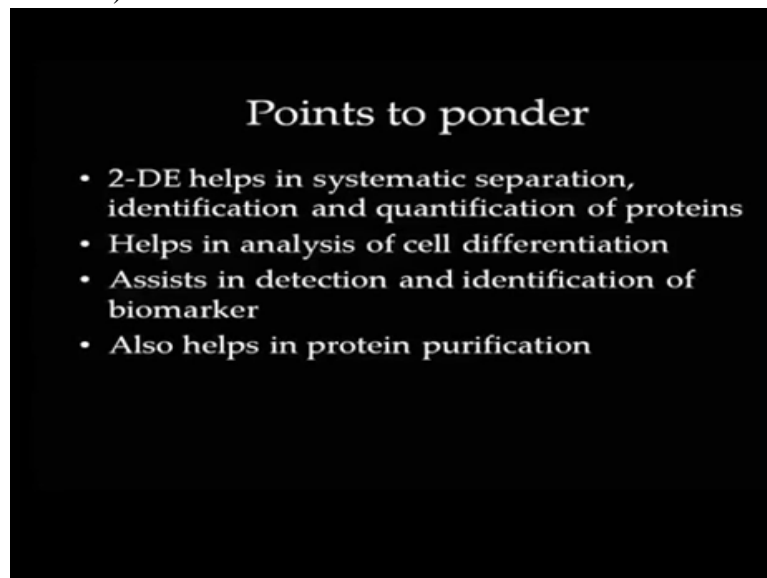 Points to ponder
• 2-DE helps in systematic separation,
identification and quantification of proteins
• Helps in analysis of cell differentiation
• Assists in detection and identification of
biomarker
• Also helps in protein purification